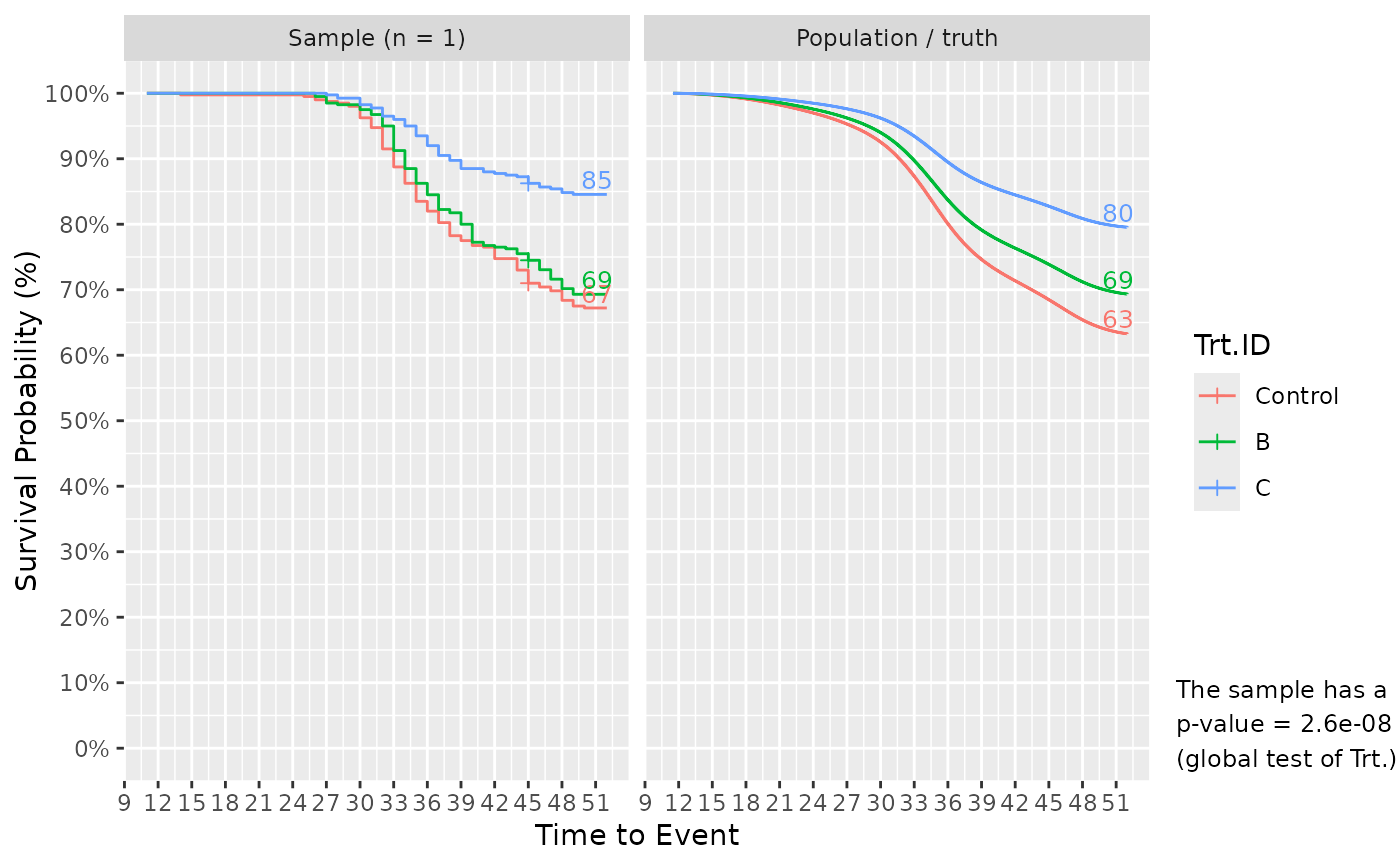 Sample (n = 1)
Population / truth
Survival Probability (%)
100%
90%
80%
70%
60%
50%
40%
30%
20%
10%
0%
85
69
67
80
69
63
9 12 15 18 21 24 27 30 33 36 39 42 45 48 51
9 12 15 18 21 24 27 30 33 36 39 42 45 48 51
Time to Event
Trt.ID
Control
B
C
The sample has a
p-value = 2.6e-08
(global test of Trt.)